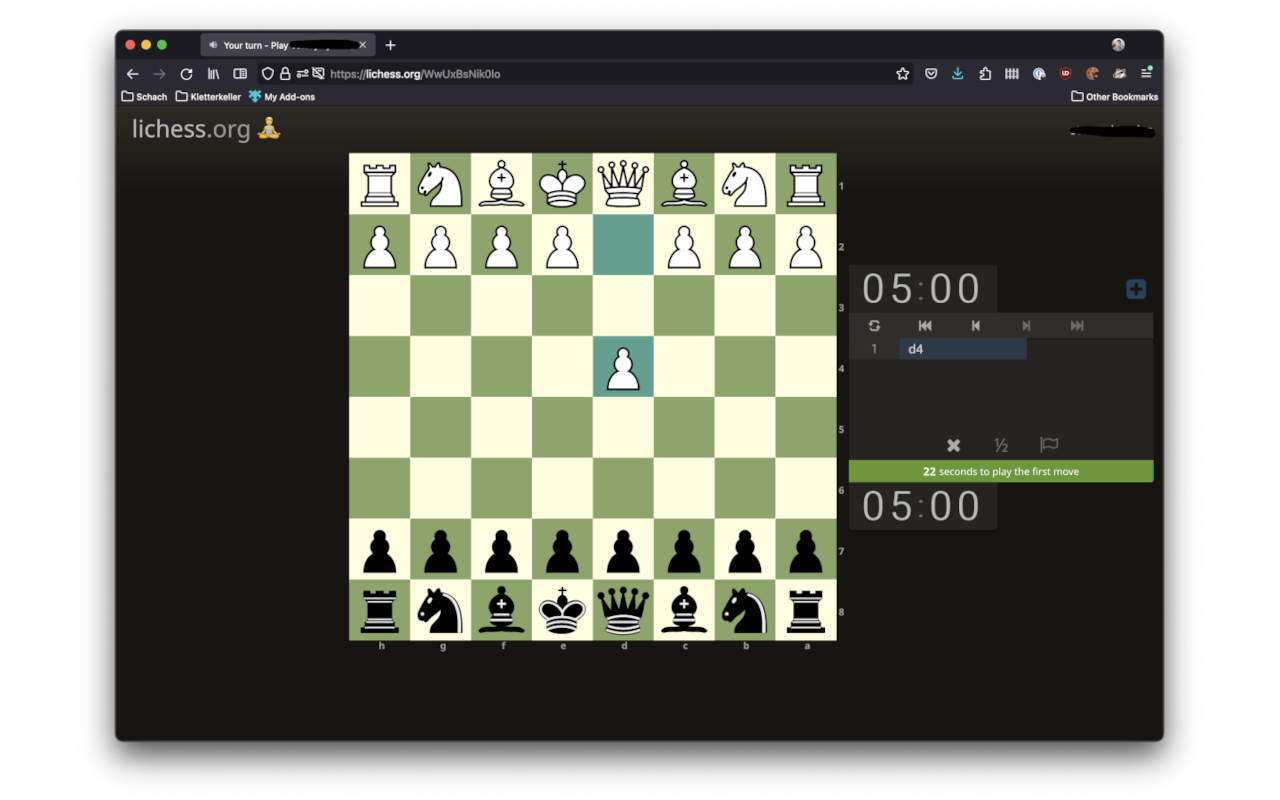 Your turn - Play
https://lichess.org/WwUxBsNik0lo
Schach Kletterkeller My Add-ons Other Bookmarks
lichess.org
1
2
3
4
5
6
7
8
h g f e d c b a
05:00
1 d4
½
22 seconds to play the first move
05:00